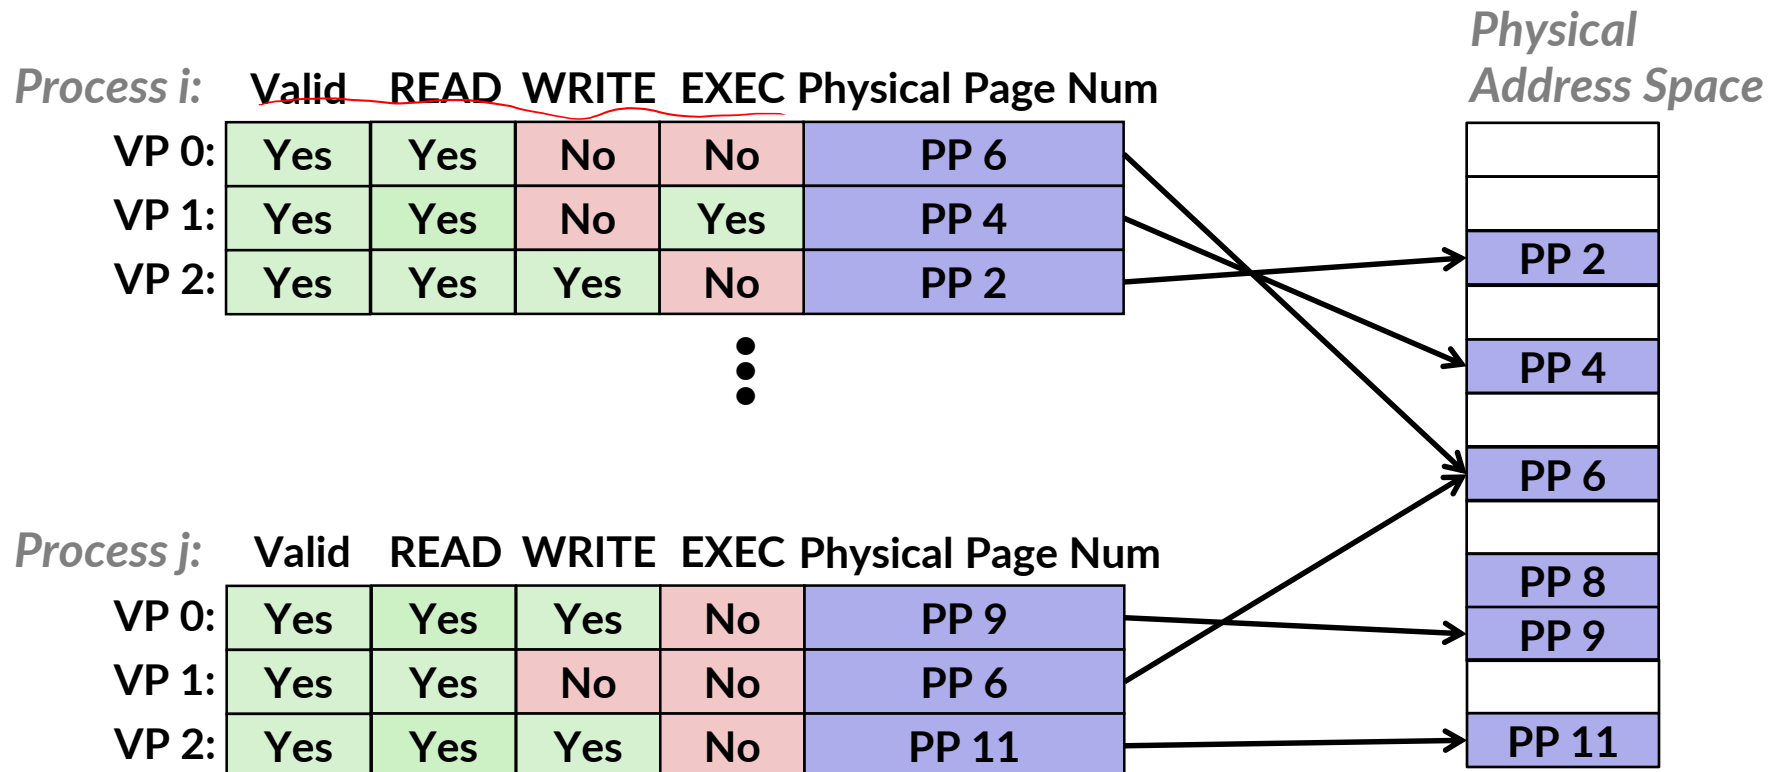 Physical
Address Space
Process i: Valid READ WRITE EXEC Physical Page Num
VP 0: Yes Yes No No PP 6
VP 1: Yes Yes No Yes PP 4
VP 2: Yes Yes Yes No PP 2
PP 2
PP 4
PP 6
PP 8
PP 9
PP 11
Process j: Valid READ WRITE EXEC Physical Page Num
VP 0: Yes Yes Yes No PP 9
VP 1: Yes Yes No No PP 6
VP 2: Yes Yes Yes No PP 11